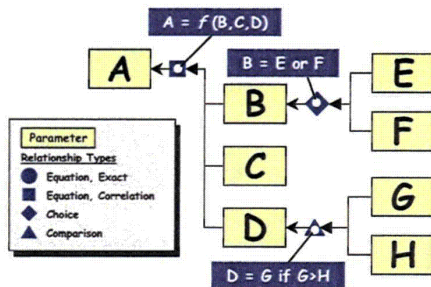 A = f(B,C,D)
A
B = E or F
E
B
F
Parameter
Relationship Types
Equation, Exact
Equation, Correlation
Choice
Comparison
C
G
D
H
D = G if G>H